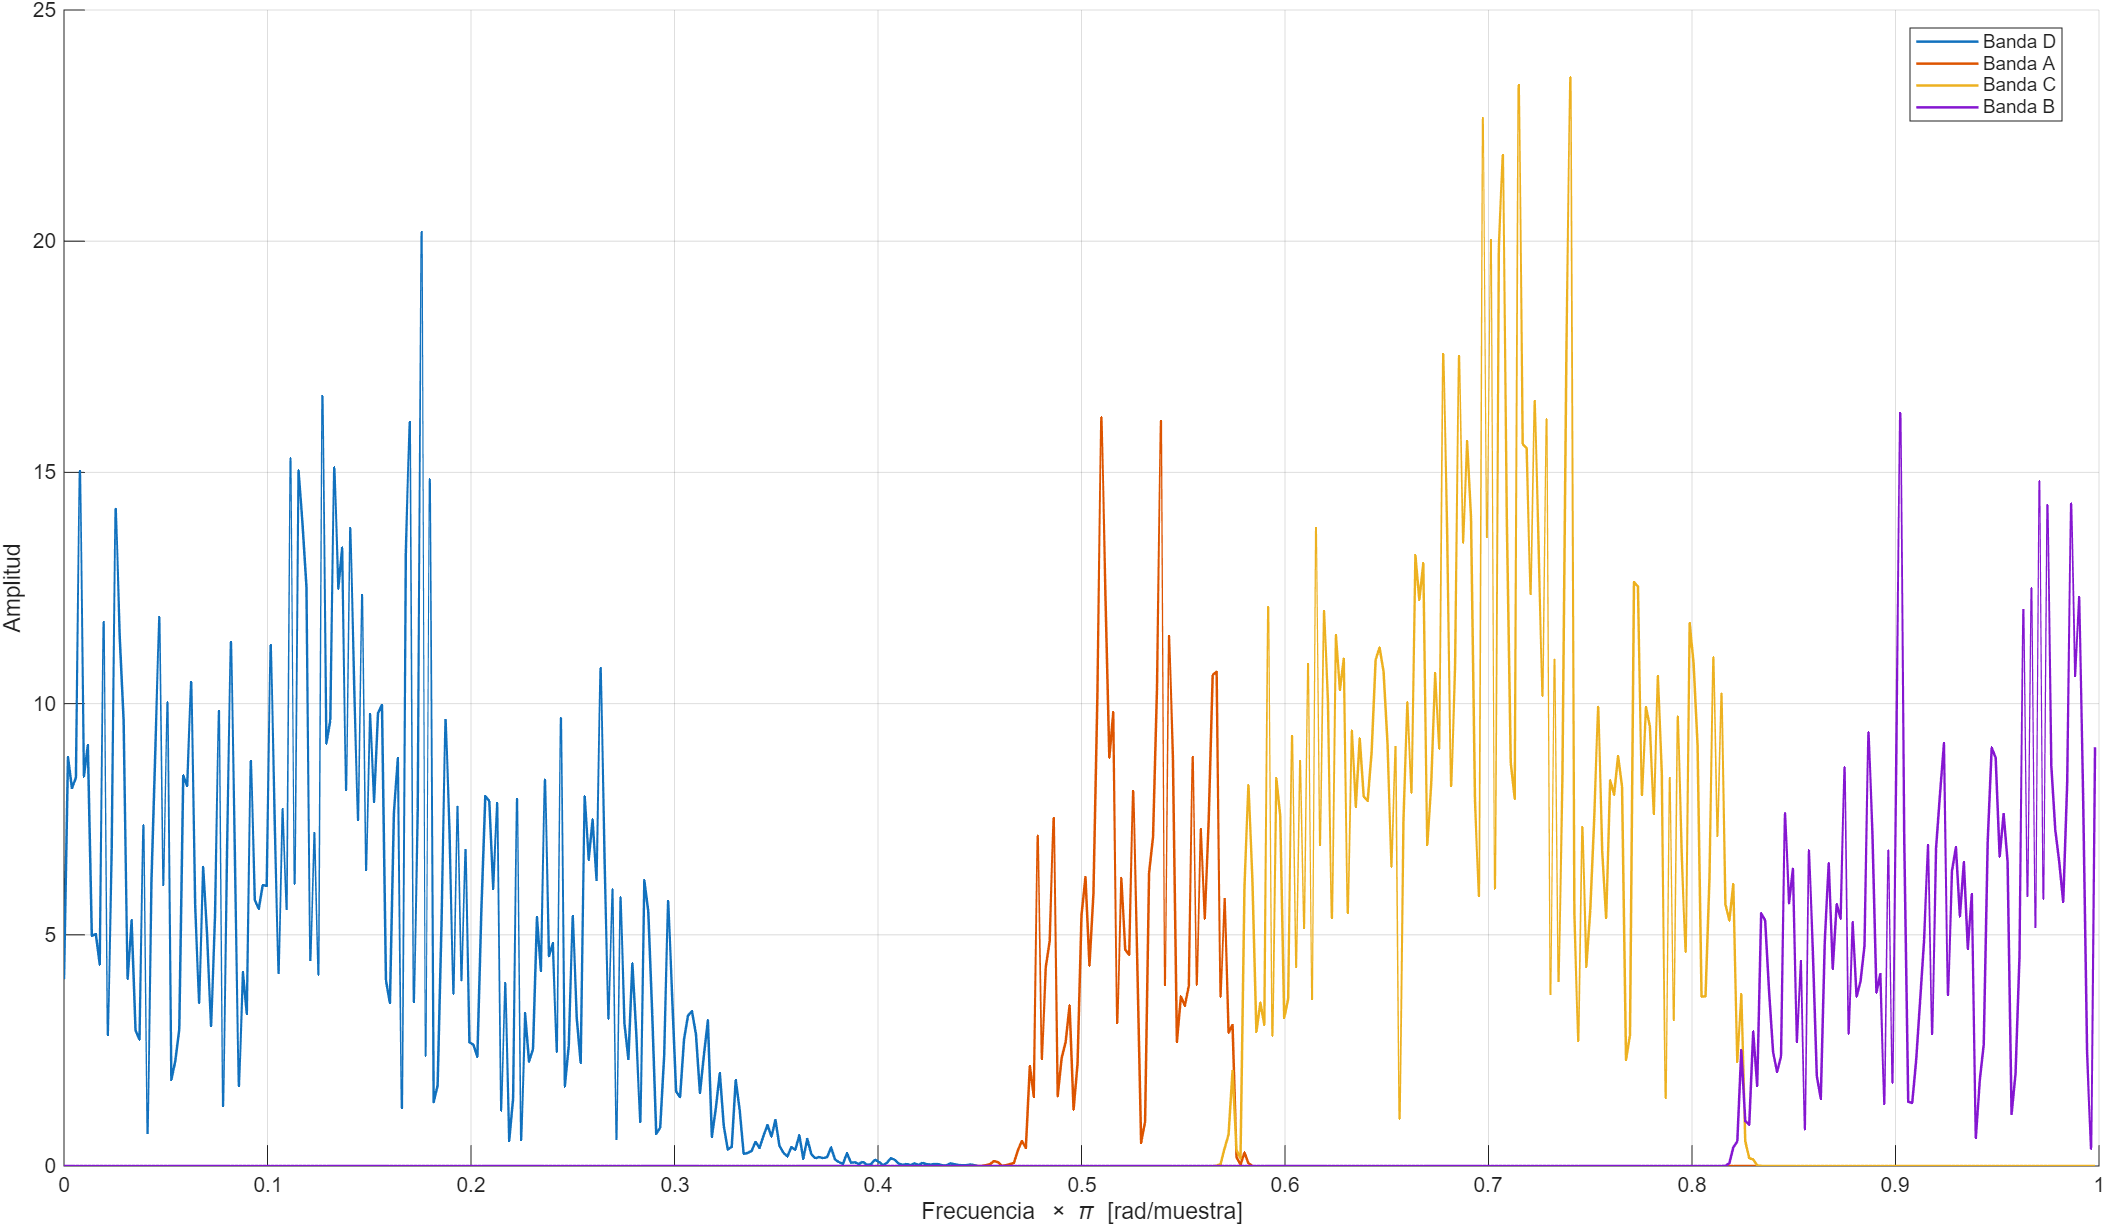 25
20
15
10
5
0
Amplitud
Banda D
Banda A
Banda C
Banda B
0 0.1 0.2 0.3 0.4 0.5 0.6 0.7 0.8 0.9 1
Frecuencia × π [rad/muestra]